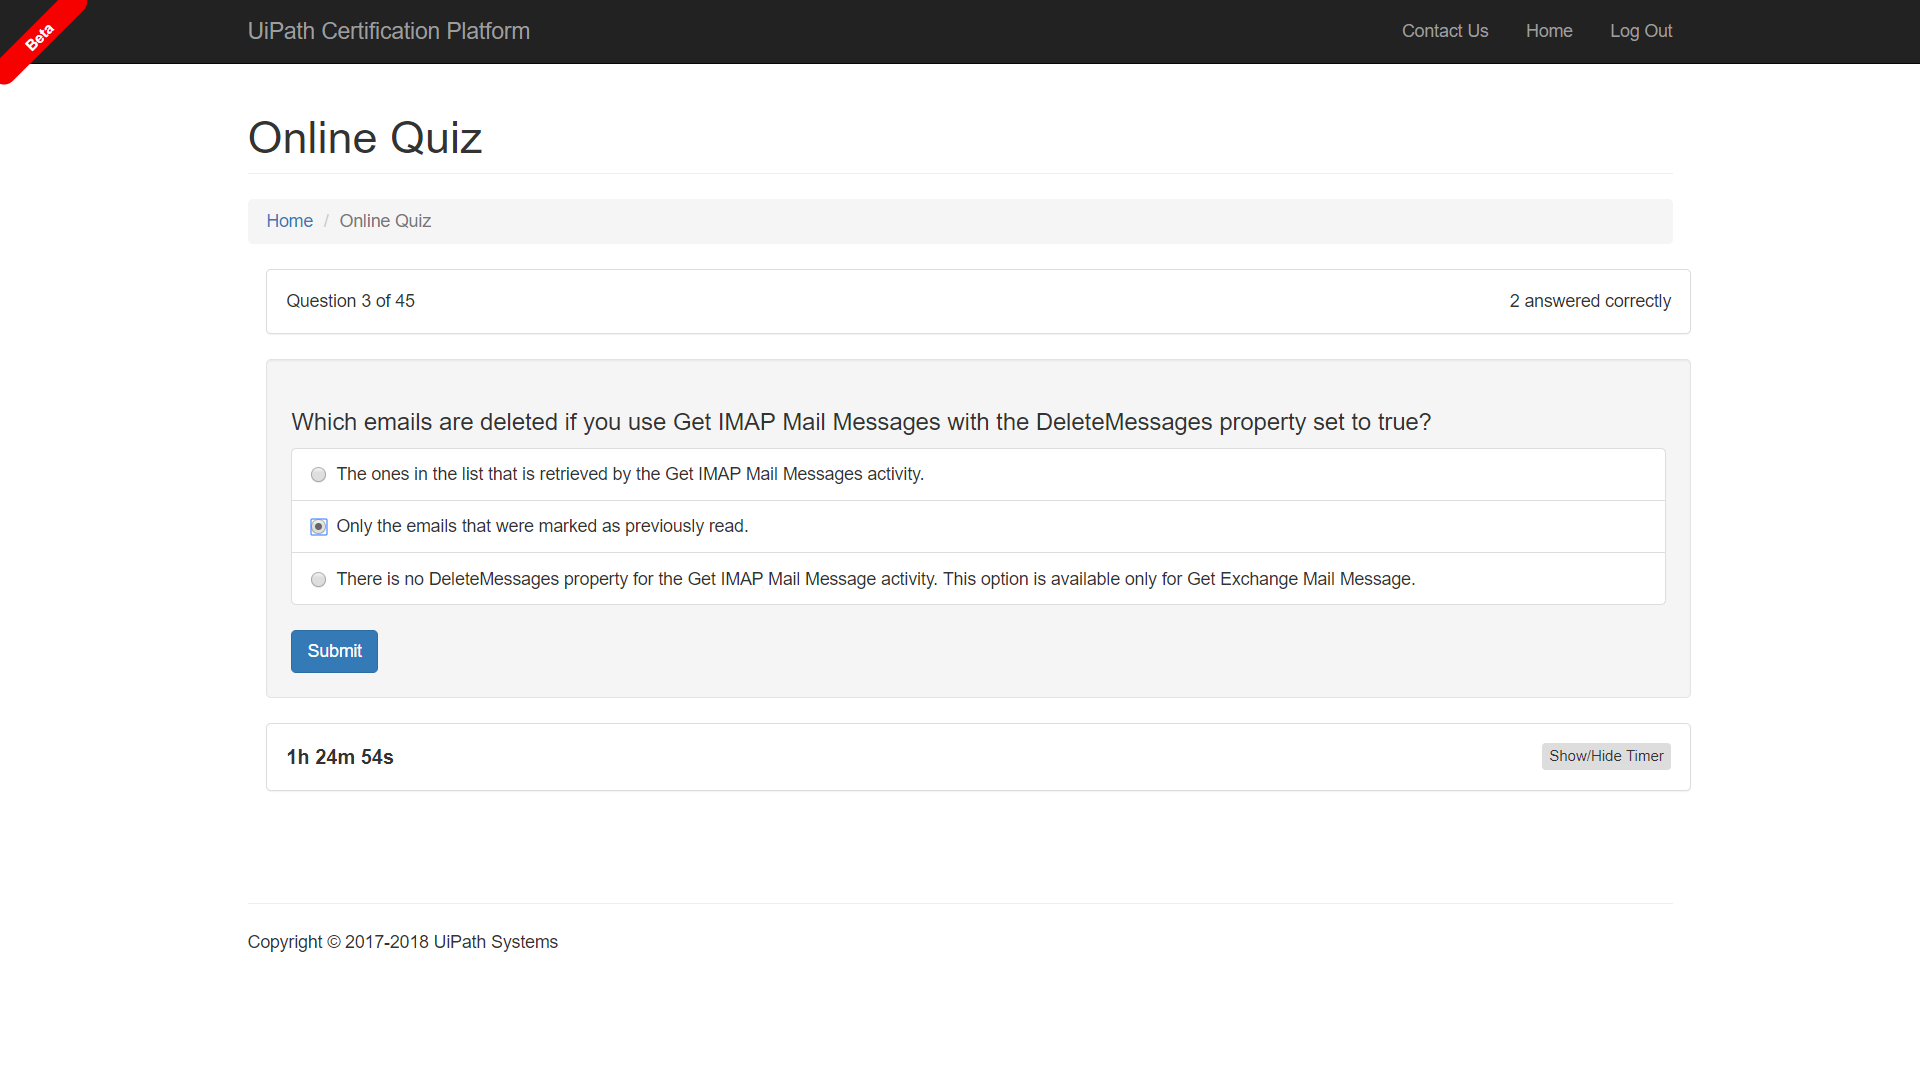 Beta
UiPath Certification Platform
Contact Us
Home
Log Out
Online Quiz
Home / Online Quiz
Question 3 of 45
2 answered correctly
Which emails are deleted if you use Get IMAP Mail Messages with the DeleteMessages property set to true?
The ones in the list that is retrieved by the Get IMAP Mail Messages activity.
Only the emails that were marked as previously read.
There is no DeleteMessages property for the Get IMAP Mail Message activity. This option is available only for Get Exchange Mail Message.
Submit
1h 24m 54s
Show/Hide Timer
Copyright © 2017-2018 UiPath Systems